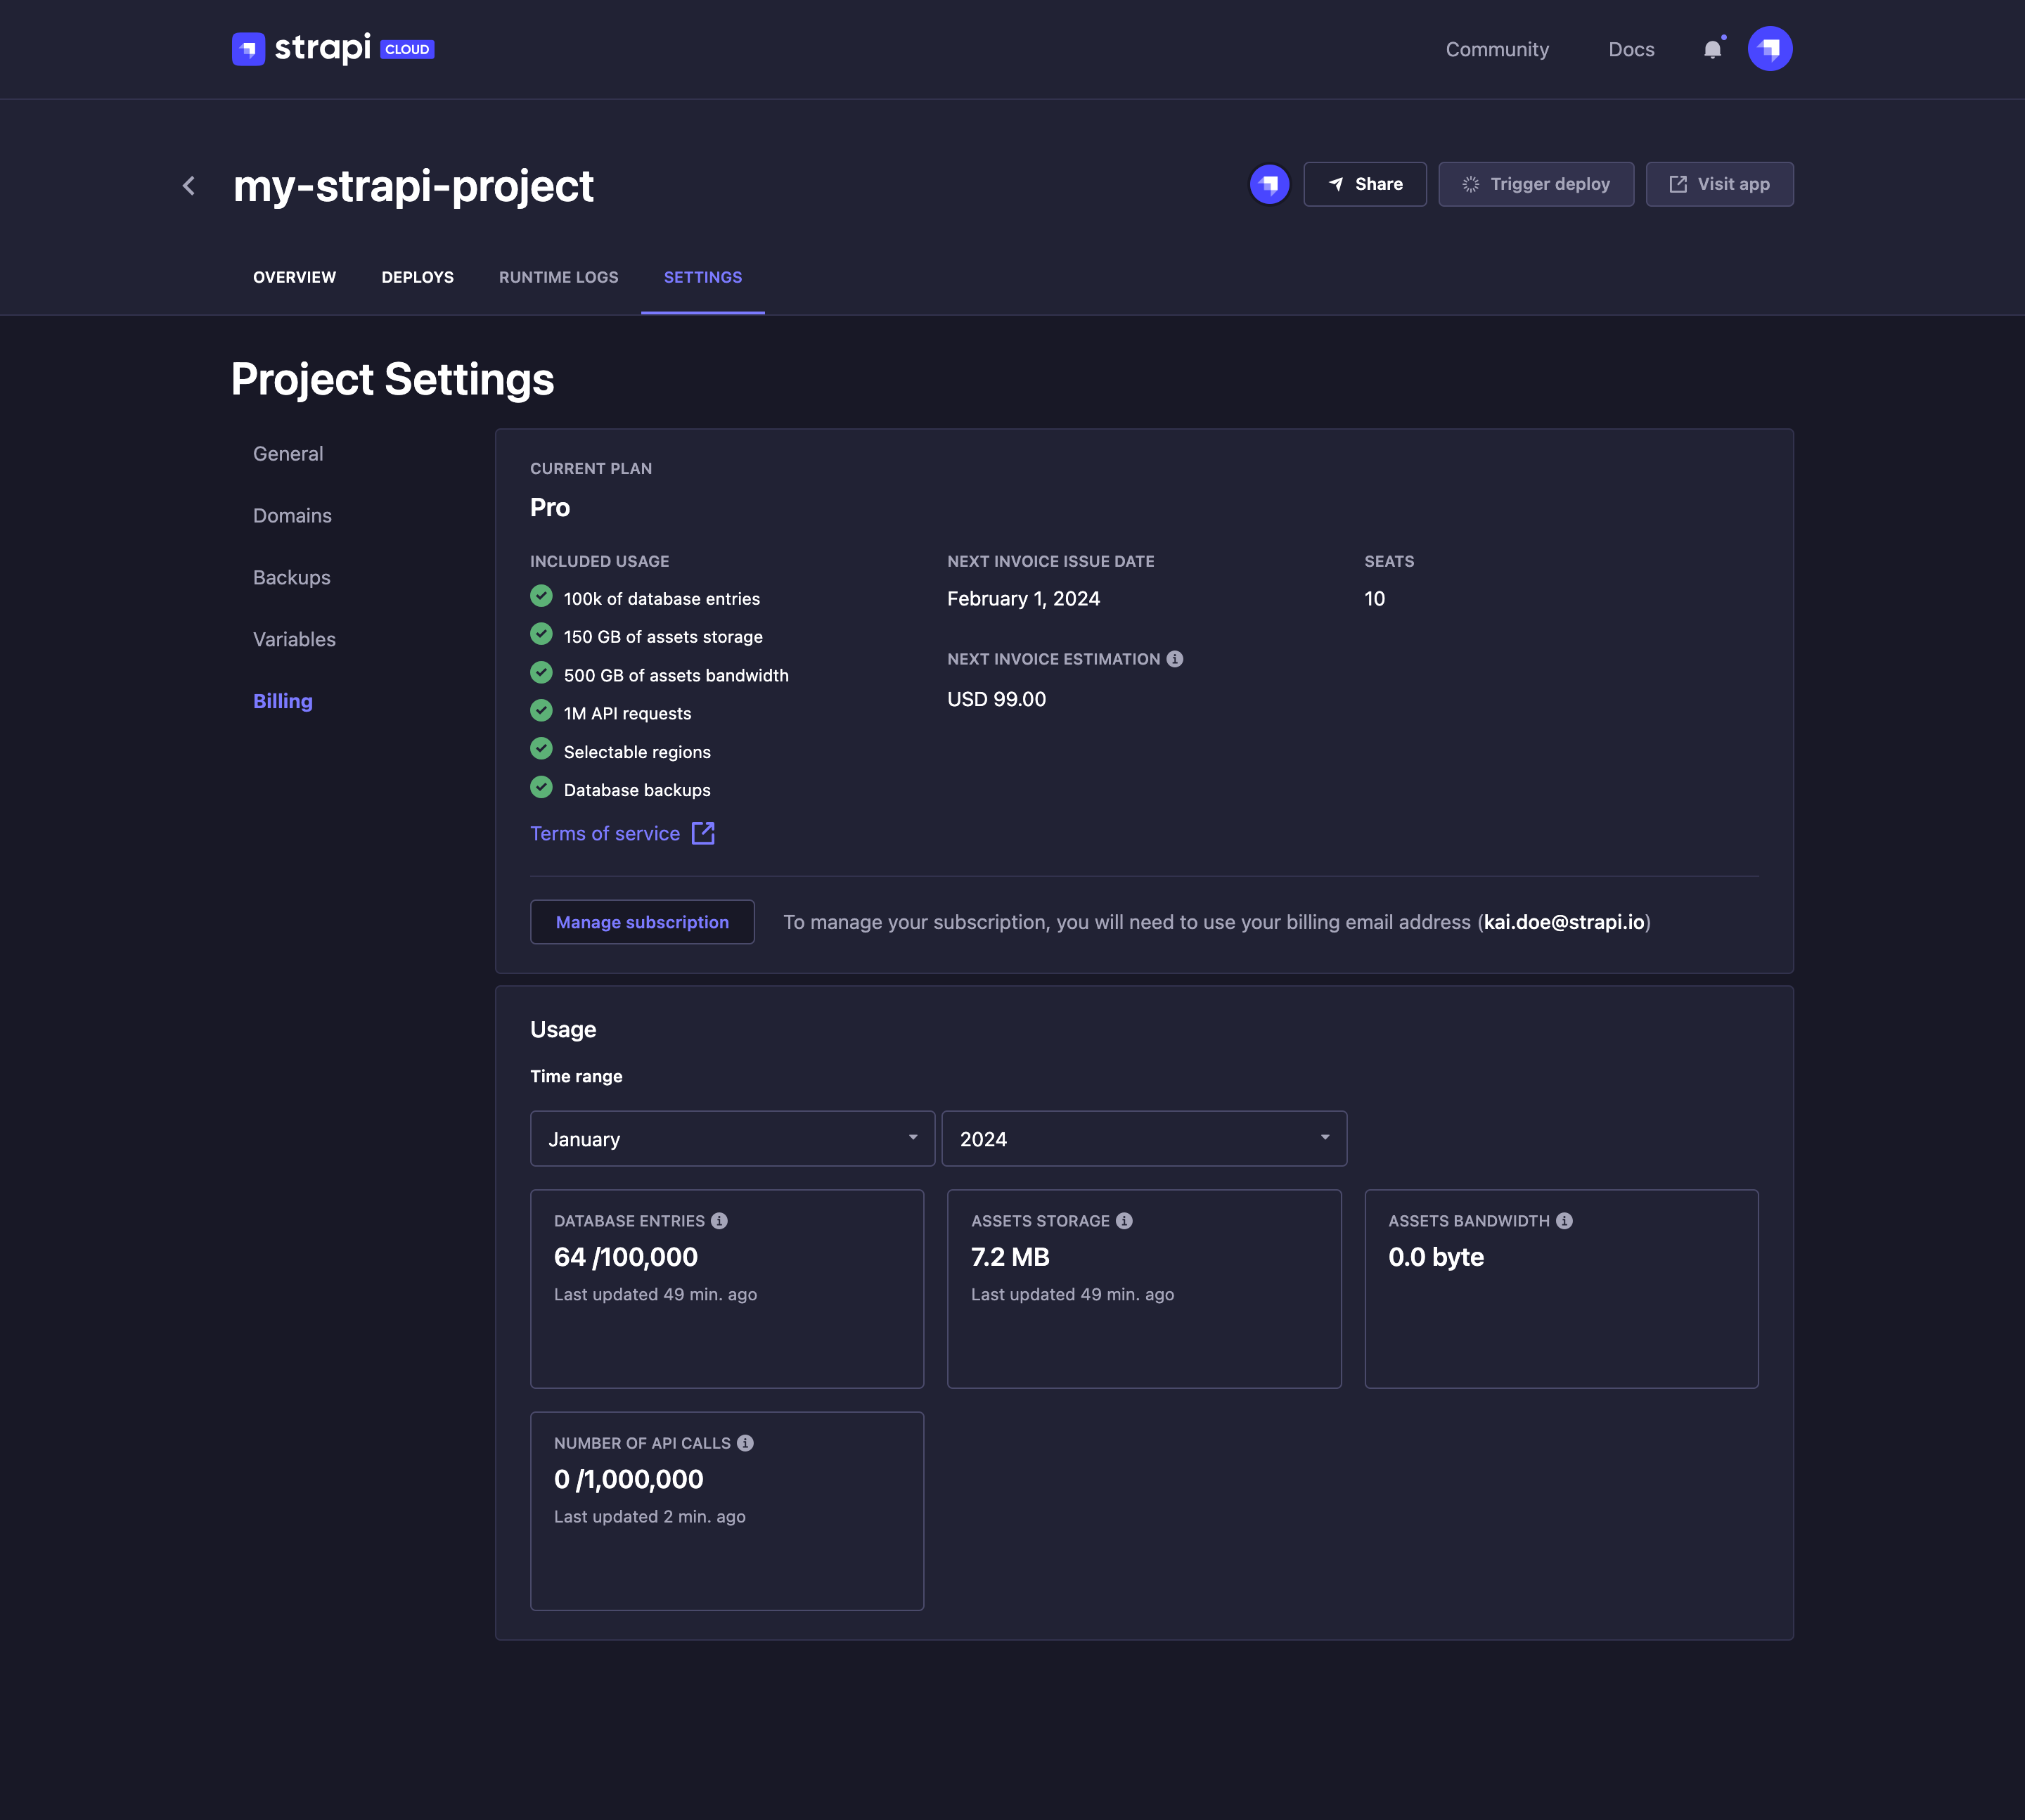 strapi CLOUD
Community Docs
my-strapi-project
Share Trigger deploy Visit app
OVERVIEW DEPLOYS RUNTIME LOGS SETTINGS
Project Settings
General
Domains
Backups
Variables
Billing
CURRENT PLAN
Pro
INCLUDED USAGE
100k of database entries
150 GB of assets storage
500 GB of assets bandwidth
1M API requests
Selectable regions
Database backups
Terms of service
NEXT INVOICE ISSUE DATE
February 1, 2024
NEXT INVOICE ESTIMATION
USD 99.00
SEATS
10
Manage subscription
To manage your subscription, you will need to use your billing email address (kai.doe@strapi.io)
Usage
Time range
January 2024
DATABASE ENTRIES
64 /100,000
Last updated 49 min. ago
ASSETS STORAGE
7.2 MB
Last updated 49 min. ago
ASSETS BANDWIDTH
0.0 byte
NUMBER OF API CALLS
0 /1,000,000
Last updated 2 min. ago